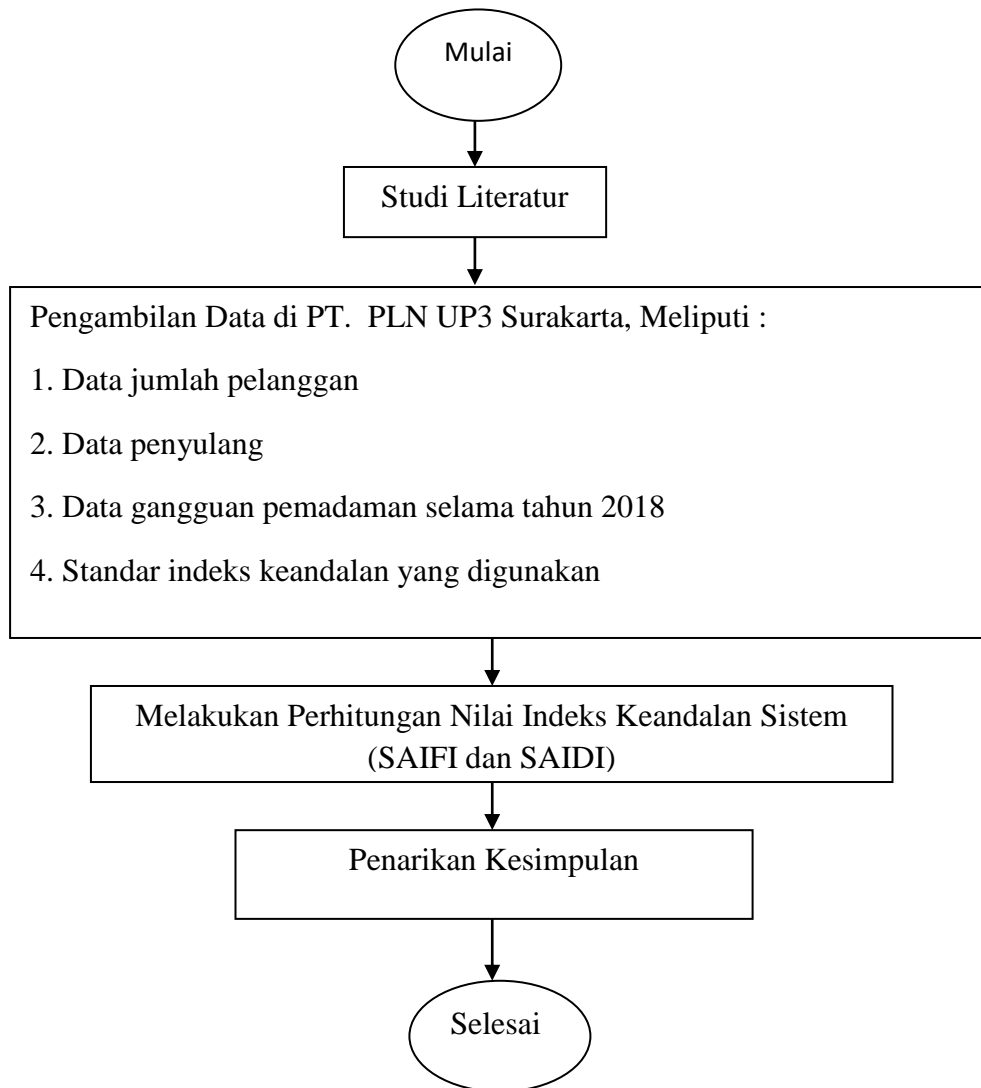 Mulai
Studi Literatur
Pengambilan Data di PT. PLN UP3 Surakarta, Meliputi :
1. Data jumlah pelanggan
2. Data penyulang
3. Data gangguan pemadaman selama tahun 2018
4. Standar indeks keandalan yang digunakan
Melakukan Perhitungan Nilai Indeks Keandalan Sistem
(SAIFI dan SAIDI)
Penarikan Kesimpulan
Selesai